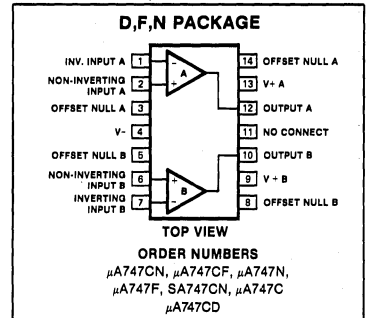 D,F,N PACKAGE
INV. INPUT A 1 - A 14 OFFSET NULL A
NON-INVERTING INPUT A 2 + 13 V+ A
OFFSET NULL A 3 12 OUTPUT A
V- 4 11 NO CONNECT
OFFSET NULL B 5 10 OUTPUT B
NON-INVERTING INPUT B 6 + B 9 V + B
INVERTING INPUT B 7 - 8 OFFSET NULL B
TOP VIEW
ORDER NUMBERS
μA747CN, μA747CF, μA747N,
μA747F, SA747CN, μA747C
μA747CD